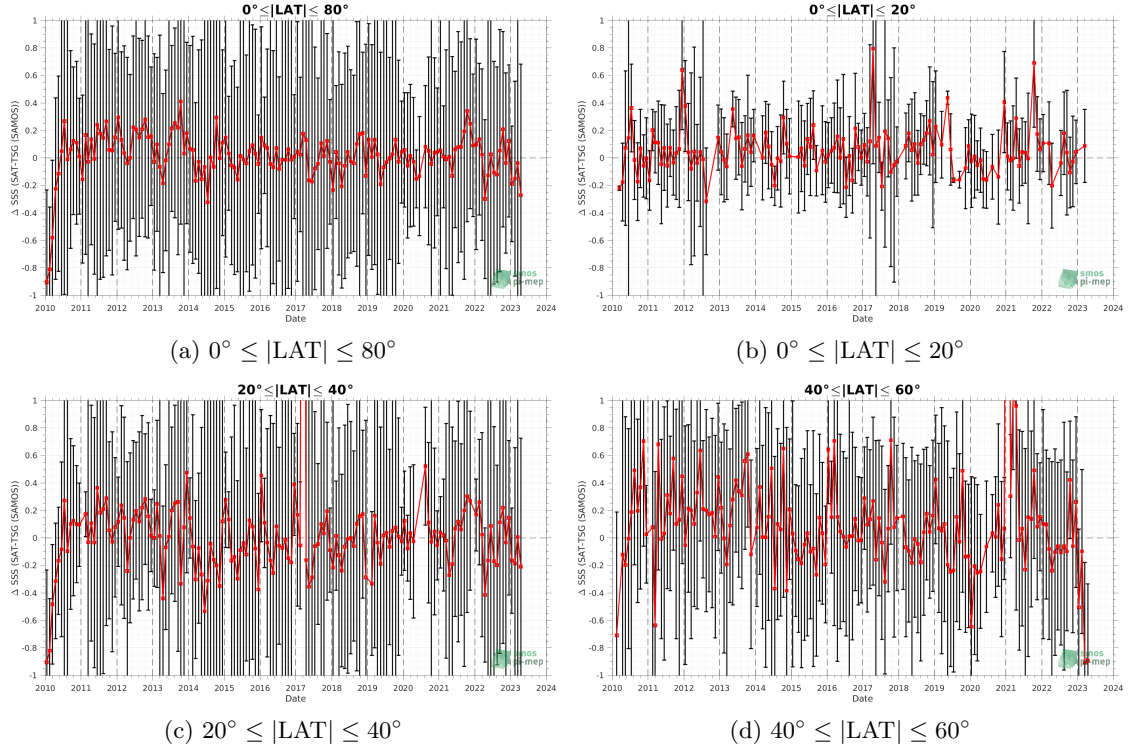 0°≤|LAT|≤ 80°
Δ SSS (SAT-TSG (SAMOS))
1
0.8
0.6
0.4
0.2
0
-0.2
-0.4
-0.6
-0.8
-1
2010 2011 2012 2013 2014 2015 2016 2017 2018 2019 2020 2021 2022 2023 2024
Date
smos
pi-mep
(a) 0° ≤ |LAT| ≤ 80°
0°≤|LAT|≤ 20°
Δ SSS (SAT-TSG (SAMOS))
1
0.8
0.6
0.4
0.2
0
-0.2
-0.4
-0.6
-0.8
-1
2010 2011 2012 2013 2014 2015 2016 2017 2018 2019 2020 2021 2022 2023 2024
Date
smos
pi-mep
(b) 0° ≤ |LAT| ≤ 20°
20°≤|LAT|≤ 40°
Δ SSS (SAT-TSG (SAMOS))
1
0.8
0.6
0.4
0.2
0
-0.2
-0.4
-0.6
-0.8
-1
2010 2011 2012 2013 2014 2015 2016 2017 2018 2019 2020 2021 2022 2023 2024
Date
smos
pi-mep
(c) 20° ≤ |LAT| ≤ 40°
40°≤|LAT|≤ 60°
Δ SSS (SAT-TSG (SAMOS))
1
0.8
0.6
0.4
0.2
0
-0.2
-0.4
-0.6
-0.8
-1
2010 2011 2012 2013 2014 2015 2016 2017 2018 2019 2020 2021 2022 2023 2024
Date
smos
pi-mep
(d) 40° ≤ |LAT| ≤ 60°